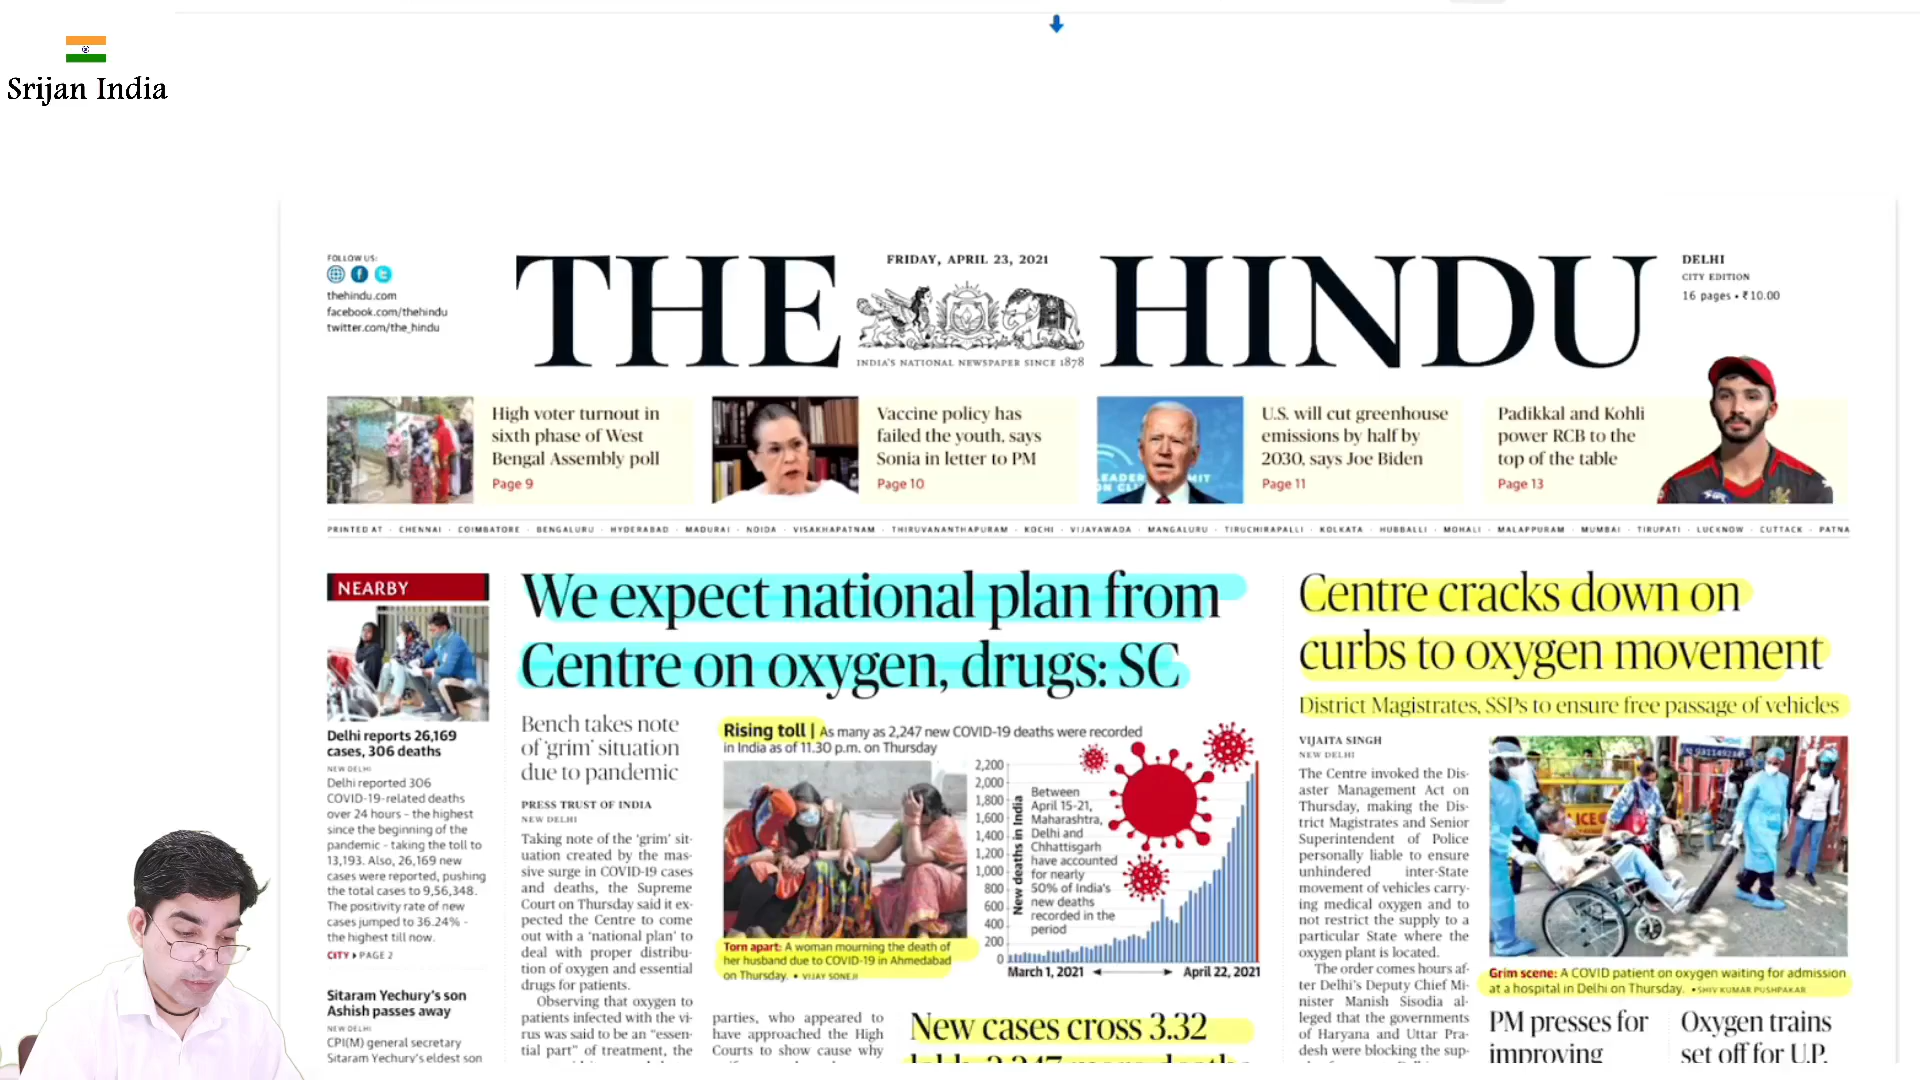 Srijan India
FOLLOW US:
thehindu.com
facebook.com/thehindu
twitter.com/the_hindu
THE HINDU
FRIDAY, APRIL 23, 2021
INDIA'S NATIONAL NEWSPAPER SINCE 1878
DELHI
CITY EDITION
16 pages • ₹10.00
High voter turnout in
sixth phase of West
Bengal Assembly poll
Page 9
Vaccine policy has
failed the youth, says
Sonia in letter to PM
Page 10
U.S. will cut greenhouse
emissions by half by
2030, says Joe Biden
Page 11
Padikkal and Kohli
power RCB to the
top of the table
Page 13
PRINTED AT · CHENNAI · COIMBATORE · BENGALURU · HYDERABAD · MADURAI · NOIDA · VISAKHAPATNAM · THIRUVANANTHAPURAM · KOCHI · VIJAYAWADA · MANGALURU · TIRUCHIRAPALLI · KOLKATA · HUBBALLI · MOHALI · MALAPPURAM · MUMBAI · TIRUPATI · LUCKNOW · CUTTACK · PATNA
NEARBY
Delhi reports 26,169
cases, 306 deaths
NEW DELHI
Delhi reported 306
COVID-19-related deaths
over 24 hours - the highest
since the beginning of the
pandemic - taking the toll to
13,193. Also, 26,169 new
cases were reported, pushing
the total cases to 9,56,348.
The positivity rate of new
cases jumped to 36.24% -
the highest till now.
CITY PAGE 2
Sitaram Yechury's son
Ashish passes away
NEW DELHI
CPI(M) general secretary
Sitaram Yechury's eldest son
We expect national plan from
Centre on oxygen, drugs: SC
Bench takes note
of 'grim' situation
due to pandemic
PRESS TRUST OF INDIA
NEW DELHI
Taking note of the 'grim' sit-
uation created by the mas-
sive surge in COVID-19 cases
and deaths, the Supreme
Court on Thursday said it ex-
pected the Centre to come
out with a 'national plan' to
deal with proper distribu-
tion of oxygen and essential
drugs for patients.
Observing that oxygen to
patients infected with the vi-
rus was said to be an "essen-
tial part" of treatment, the
Rising toll | As many as 2,247 new COVID-19 deaths were recorded
in India as of 11.30 p.m. on Thursday
Torn apart: A woman mourning the death of
her husband due to COVID-19 in Ahmedabad
on Thursday. • VIJAY SONEJI
New deaths in India
2,200
2,000
1,800
1,600
1,400
1,200
1,000
800
600
400
200
0
Between
April 15-21,
Maharashtra,
Delhi and
Chhattisgarh
have accounted
for nearly
50% of India's
new deaths
recorded in the
period
March 1, 2021
April 22, 2021
parties, who appeared to
have approached the High
Courts to show cause why
New cases cross 3.32
Centre cracks down on
curbs to oxygen movement
District Magistrates, SSPs to ensure free passage of vehicles
VIJAITA SINGH
NEW DELHI
The Centre invoked the Dis-
aster Management Act on
Thursday, making the Dis-
trict Magistrates and Senior
Superintendent of Police
personally liable to ensure
unhindered inter-State
movement of vehicles carry-
ing medical oxygen and to
not restrict the supply to a
particular State where the
oxygen plant is located.
The order comes hours af-
ter Delhi's Deputy Chief Mi-
nister Manish Sisodia al-
leged that the governments
of Haryana and Uttar Pra-
desh were blocking the sup-
Grim scene: A COVID patient on oxygen waiting for admission
at a hospital in Delhi on Thursday. • SHIV KUMAR PUSHPAKAR
PM presses for
improving
Oxygen trains
set off for U.P.